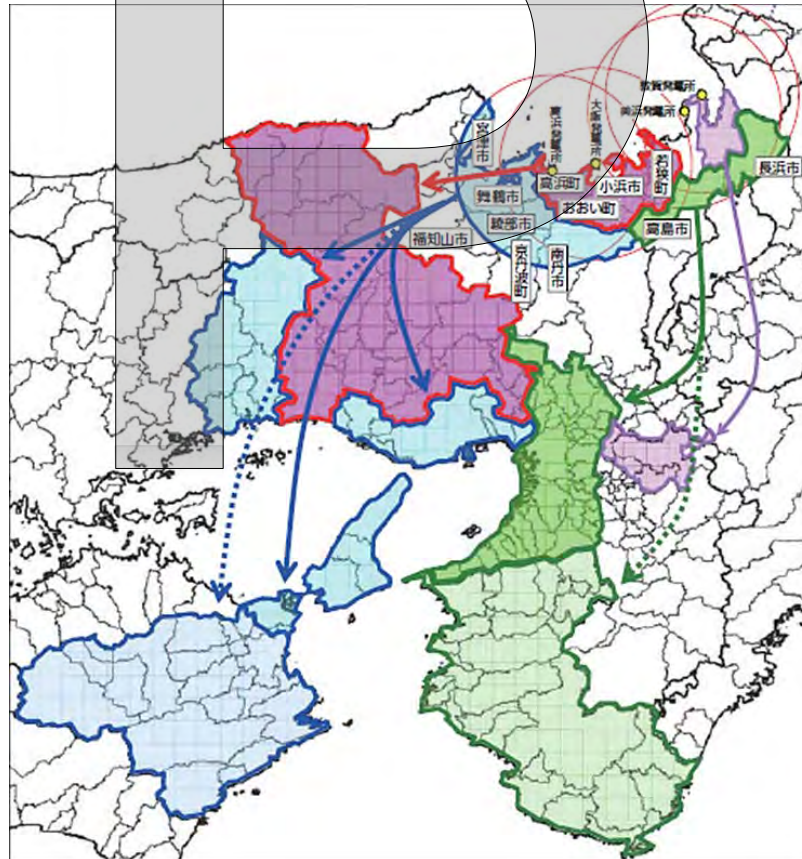 敦賀発電所
美浜発電所
大飯発電所
高浜発電所
宮津市
若狭町
長浜市
高浜町
小浜市
舞鶴市
おおい町
綾部市
高島市
福知山市
京丹波町
南丹市